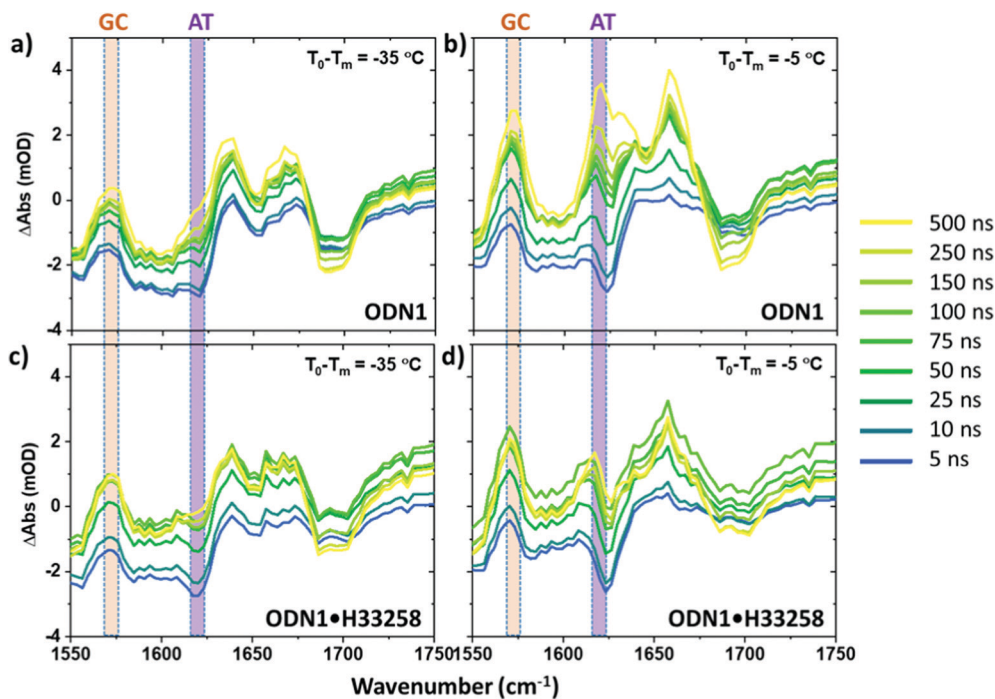 GC AT GC AT
a) T₀-Tₘ = -35 °C
b) T₀-Tₘ = -5 °C
4
2
0
-2
-4
ΔAbs (mOD)
ODN1
ODN1
c) T₀-Tₘ = -35 °C
d) T₀-Tₘ = -5 °C
4
2
0
-2
-4
ΔAbs (mOD)
ODN1●H33258
ODN1●H33258
1550 1600 1650 1700 1750
1550 1600 1650 1700 1750
Wavenumber (cm⁻¹)
500 ns
250 ns
150 ns
100 ns
75 ns
50 ns
25 ns
10 ns
5 ns